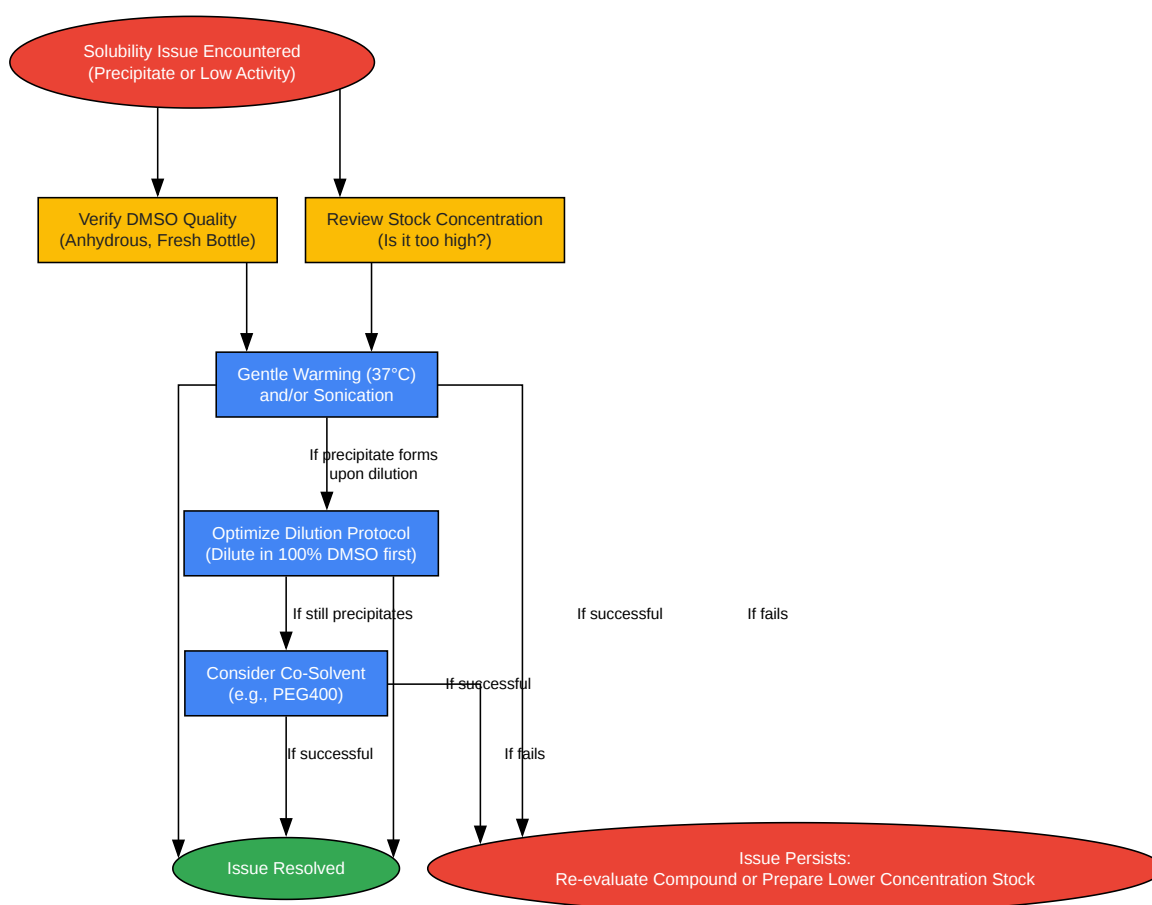 Solubility Issue Encountered
(Precipitate or Low Activity)
Verify DMSO Quality
(Anhydrous, Fresh Bottle)
Review Stock Concentration
(Is it too high?)
Gentle Warming (37°C)
and/or Sonication
If precipitate forms
upon dilution
Optimize Dilution Protocol
(Dilute in 100% DMSO first)
If still precipitates
If successful
If fails
Consider Co-Solvent
(e.g., PEG400)
If successful
If successful
If fails
Issue Resolved
Issue Persists:
Re-evaluate Compound or Prepare Lower Concentration Stock